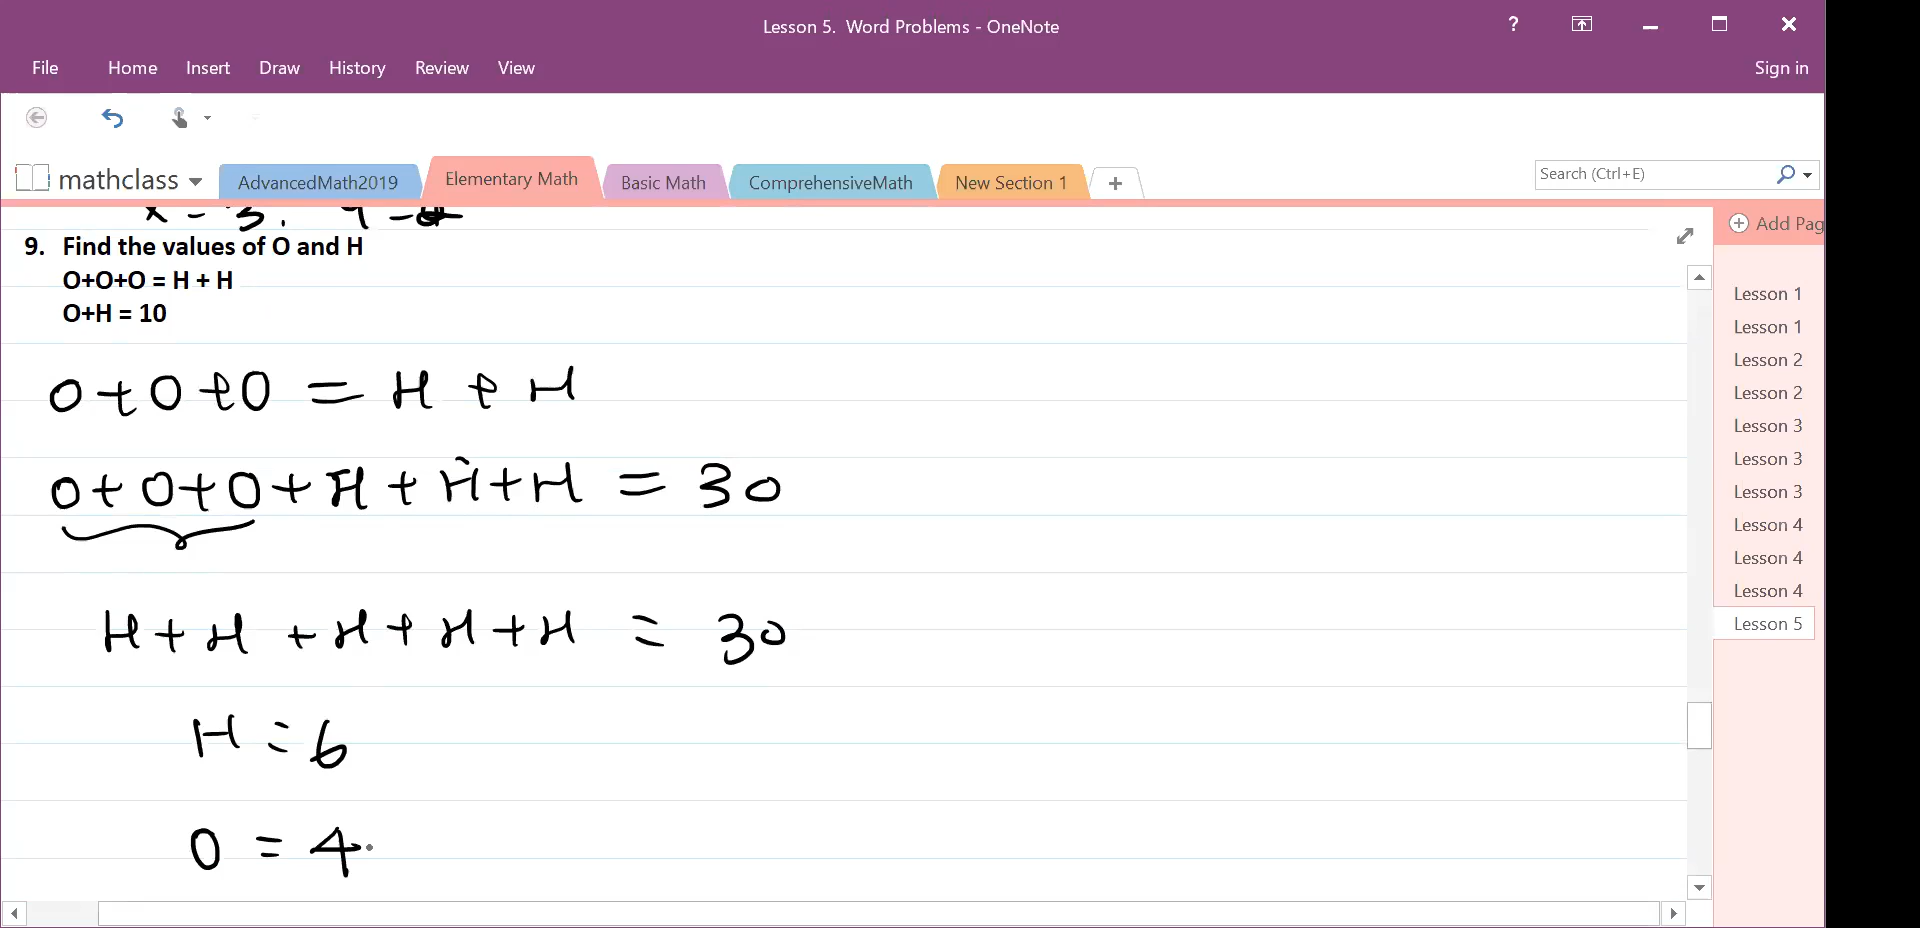 Lesson 5. Word Problems - OneNote
?
File Home Insert Draw History Review View
Sign in
mathclass AdvancedMath2019 Elementary Math Basic Math ComprehensiveMath New Section 1 +
Search (Ctrl+E)
Add Pag
9. Find the values of O and H
O+O+O = H + H
O+H = 10
O+O+O = H + H
O+O+O+H+H+H = 30
H+H+H+H+H = 30
H = 6
O = 4
Lesson 1
Lesson 1
Lesson 2
Lesson 2
Lesson 3
Lesson 3
Lesson 3
Lesson 4
Lesson 4
Lesson 4
Lesson 5